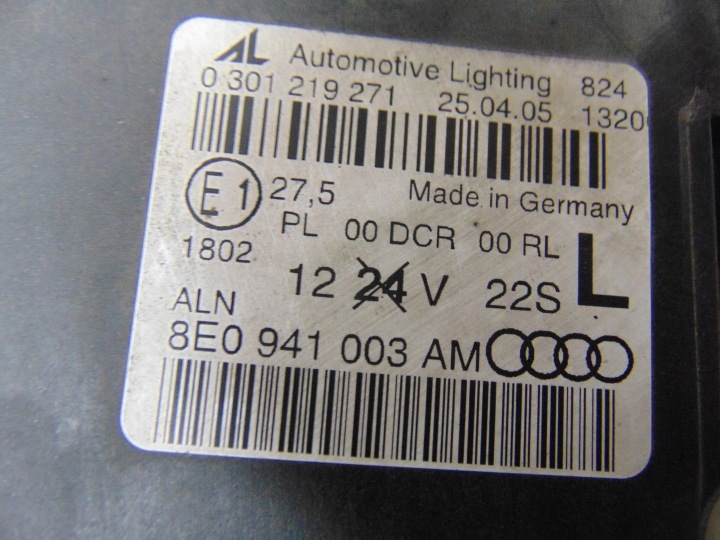 AL Automotive Lighting 824
0 301 219 271 25.04.05 1320
E1 27,5 Made in Germany
PL 00 DCR 00 RL
1802
12 24 V 22S L
ALN
8E0 941 003 AM